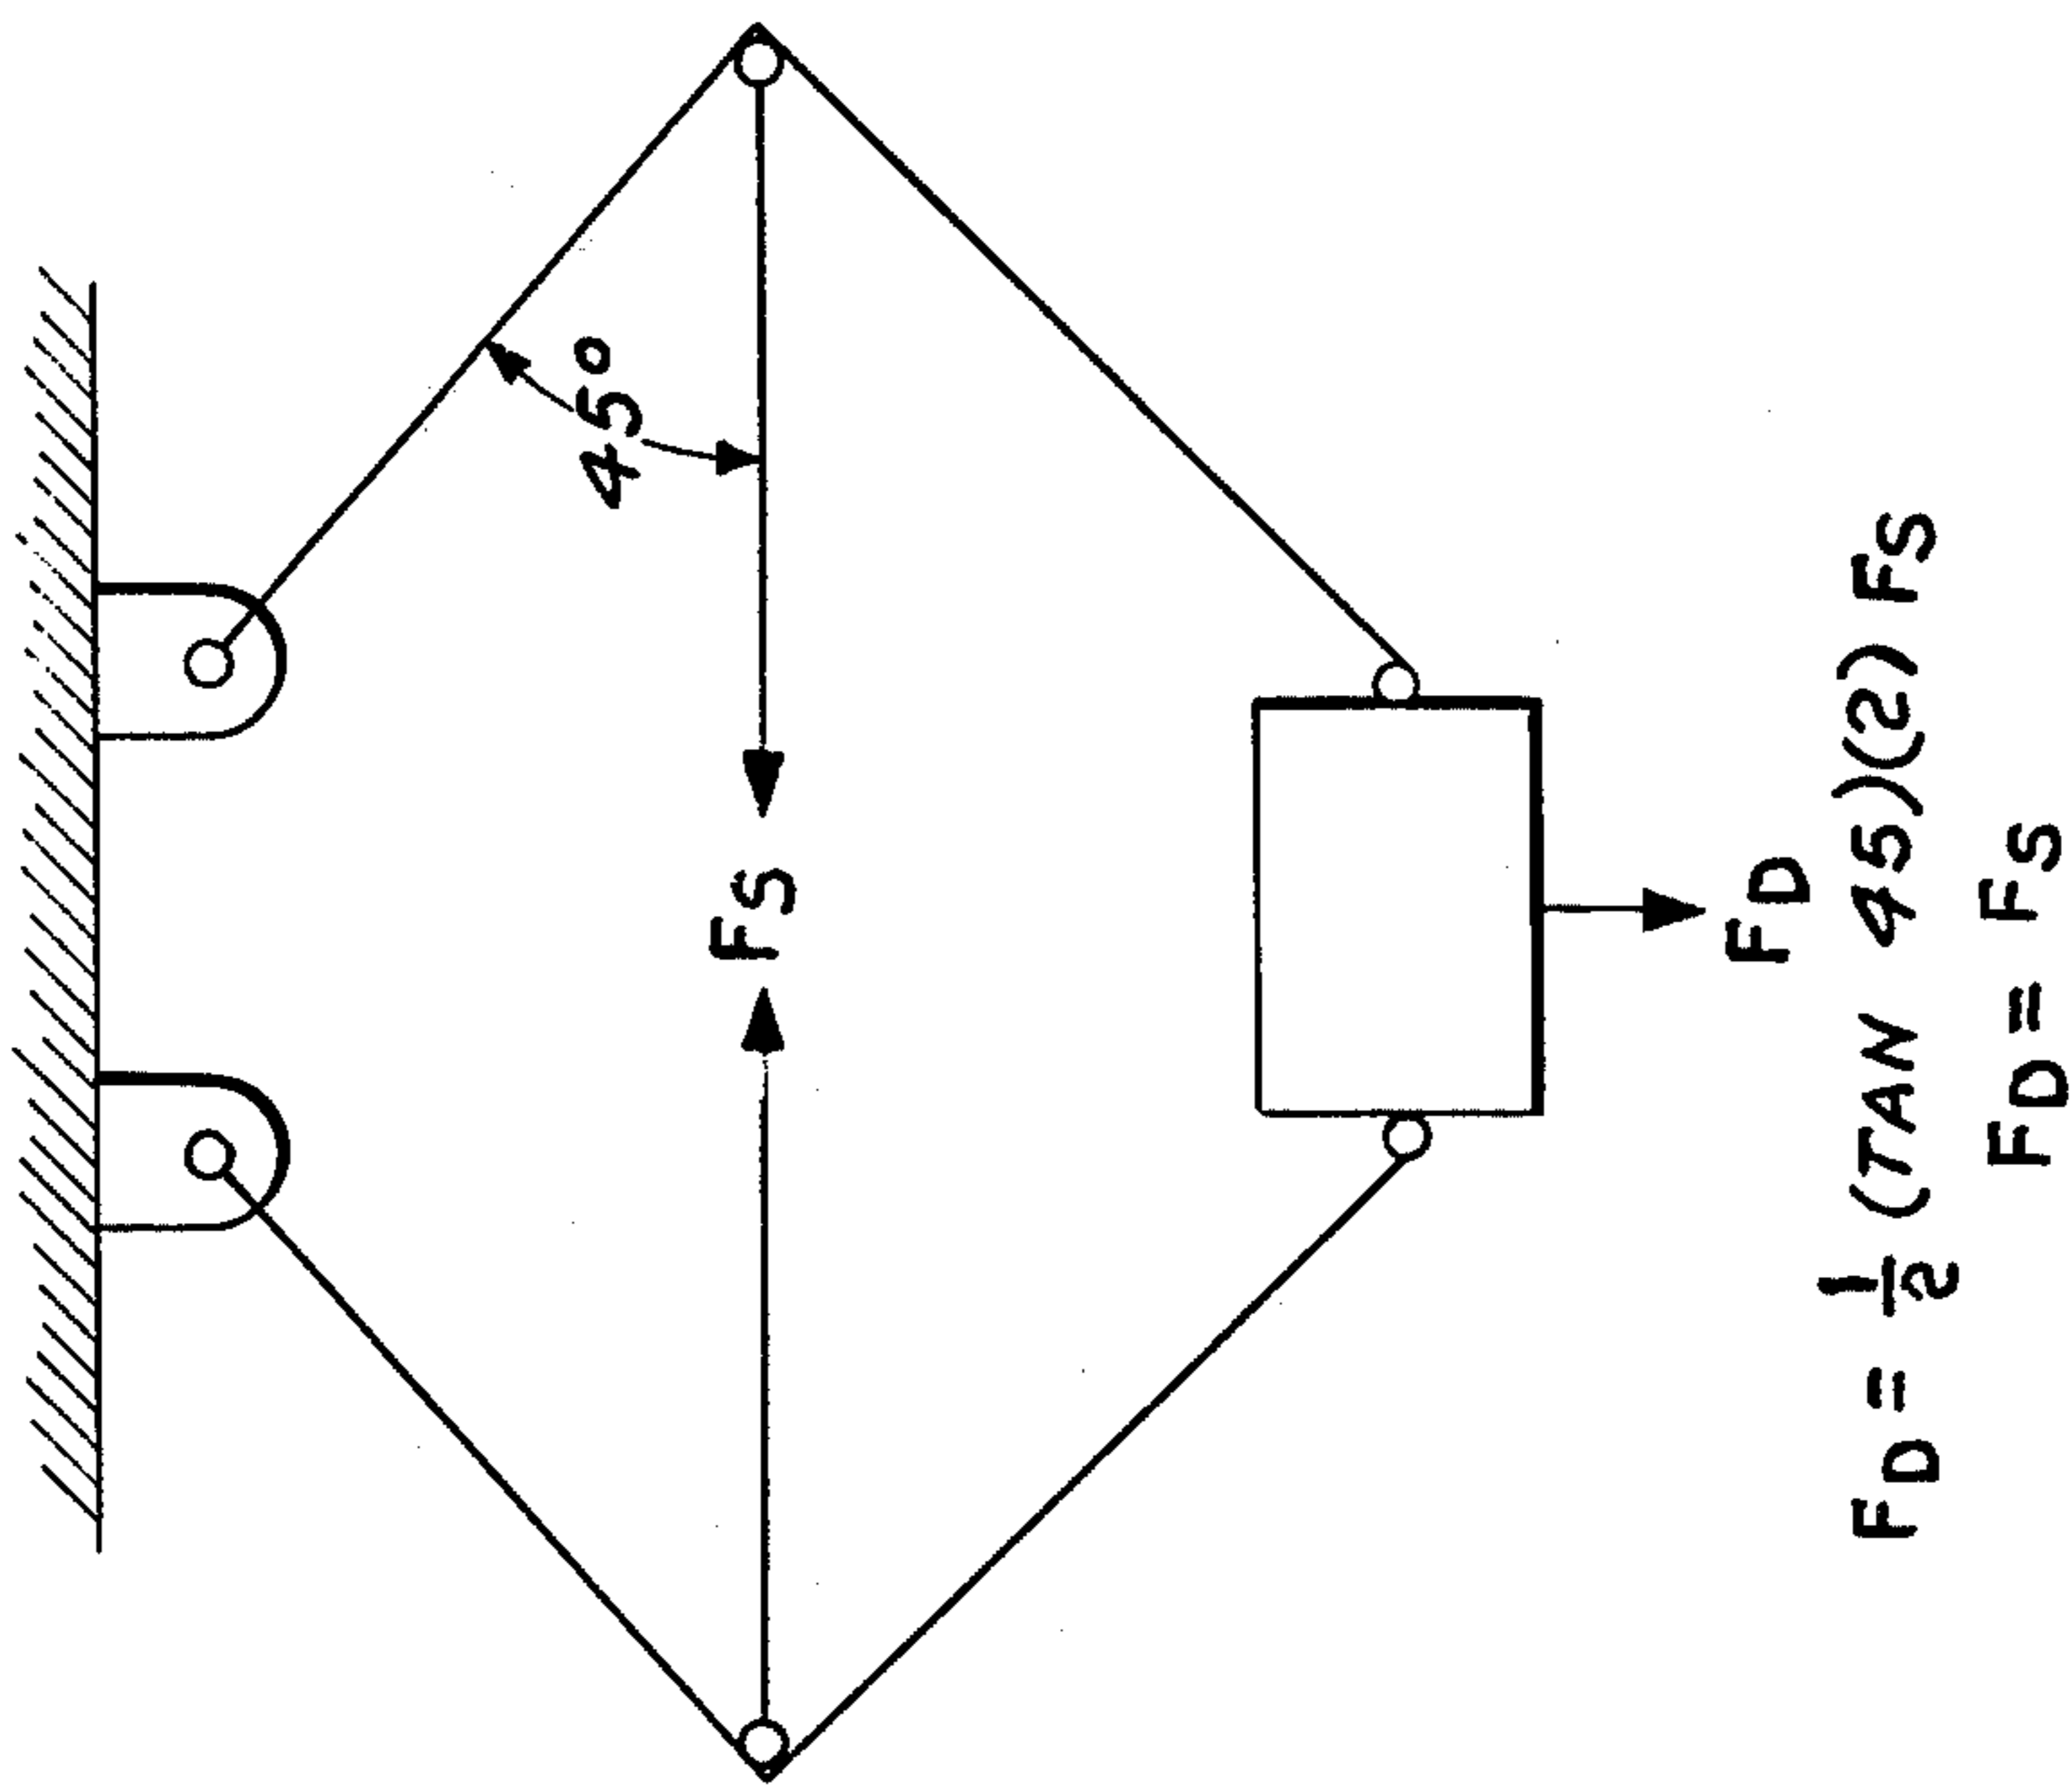 45°
FS
FD
FD = 1/2 (TAN 45)(2) FS
FD = FS